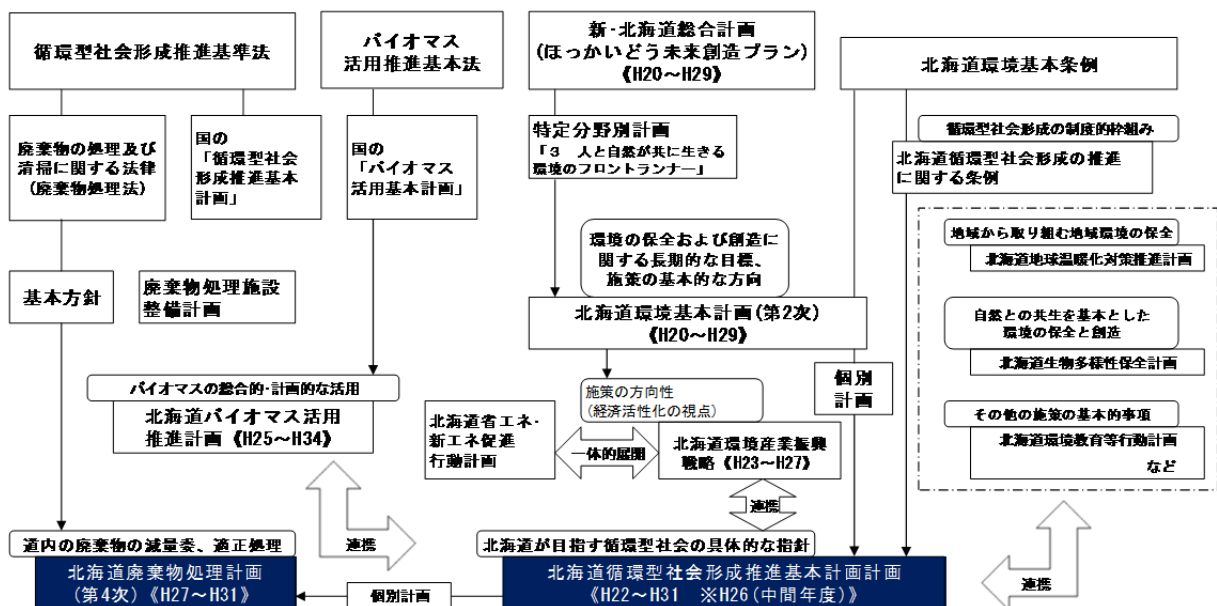 循環型社会形成推進基準法
バイオマス
活用推進基本法
新・北海道総合計画
(ほっかいどう未来創造プラン)
《H20～H29》
北海道環境基本条例
廃棄物の処理及び
清掃に関する法律
(廃棄物処理法)
国の
「循環型社会
形成推進基本
計画」
国の
「バイオマス
活用基本計画」
特定分野別計画
「３　人と自然が共に生きる
環境のフロントランナー」
循環型社会形成の制度的枠組み
北海道循環型社会形成の推進
に関する条例
環境の保全および創造に
関する長期的な目標、
施策の基本的な方向
地域から取り組む地域環境の保全
北海道地球温暖化対策推進計画
基本方針
廃棄物処理施設
整備計画
北海道環境基本計画(第2次)
《H20～H29》
自然との共生を基本とした
環境の保全と創造
北海道生物多様性保全計画
個別
計画
バイオマスの総合的・計画的な活用
北海道バイオマス活用
推進計画《H25～H34》
施策の方向性
(経済活性化の視点)
北海道省エネ・
新エネ促進
行動計画
一体的展開
北海道環境産業振興
戦略《H23～H27》
その他の施策の基本的事項
北海道環境教育等行動計画
など
連携
連携
連携
道内の廃棄物の減量委、適正処理
北海道廃棄物処理計画
(第4次)《H27～H31》
個別計画
北海道が目指す循環型社会の具体的な指針
北海道循環型社会形成推進基本計画計画
《H22～H31　※H26(中間年度)》